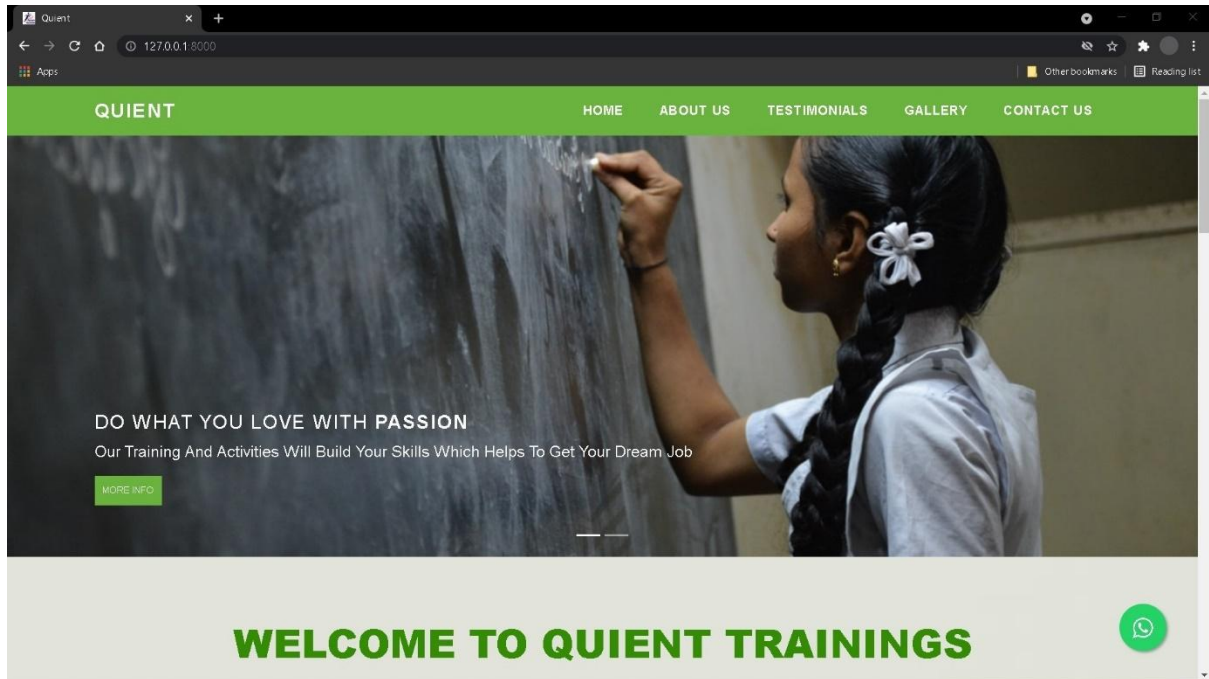 Quient
127.0.0.1:8000
Apps
Other bookmarks
Reading list
QUIENT HOME ABOUT US TESTIMONIALS GALLERY CONTACT US
DO WHAT YOU LOVE WITH PASSION
Our Training And Activities Will Build Your Skills Which Helps To Get Your Dream Job
MORE INFO
WELCOME TO QUIENT TRAININGS